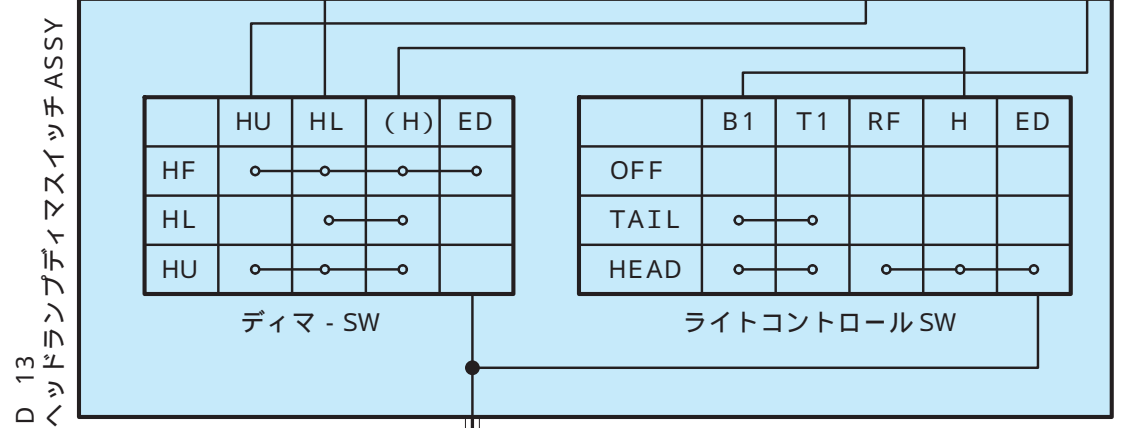 D 13
ヘッドランプディマスイッチASSY
HU HL (H) ED
HF
HL
HU
ディマ - SW
B1 T1 RF H ED
OFF
TAIL
HEAD
ライトコントロールSW